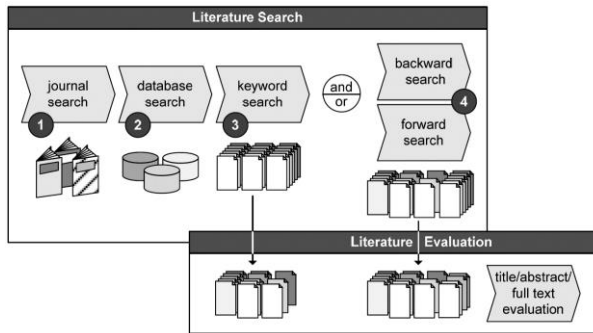 Literature Search
journal
search
1
database
search
2
keyword
search
3
and
or
backward
search
4
forward
search
Literature Evaluation
title/abstract/
full text
evaluation